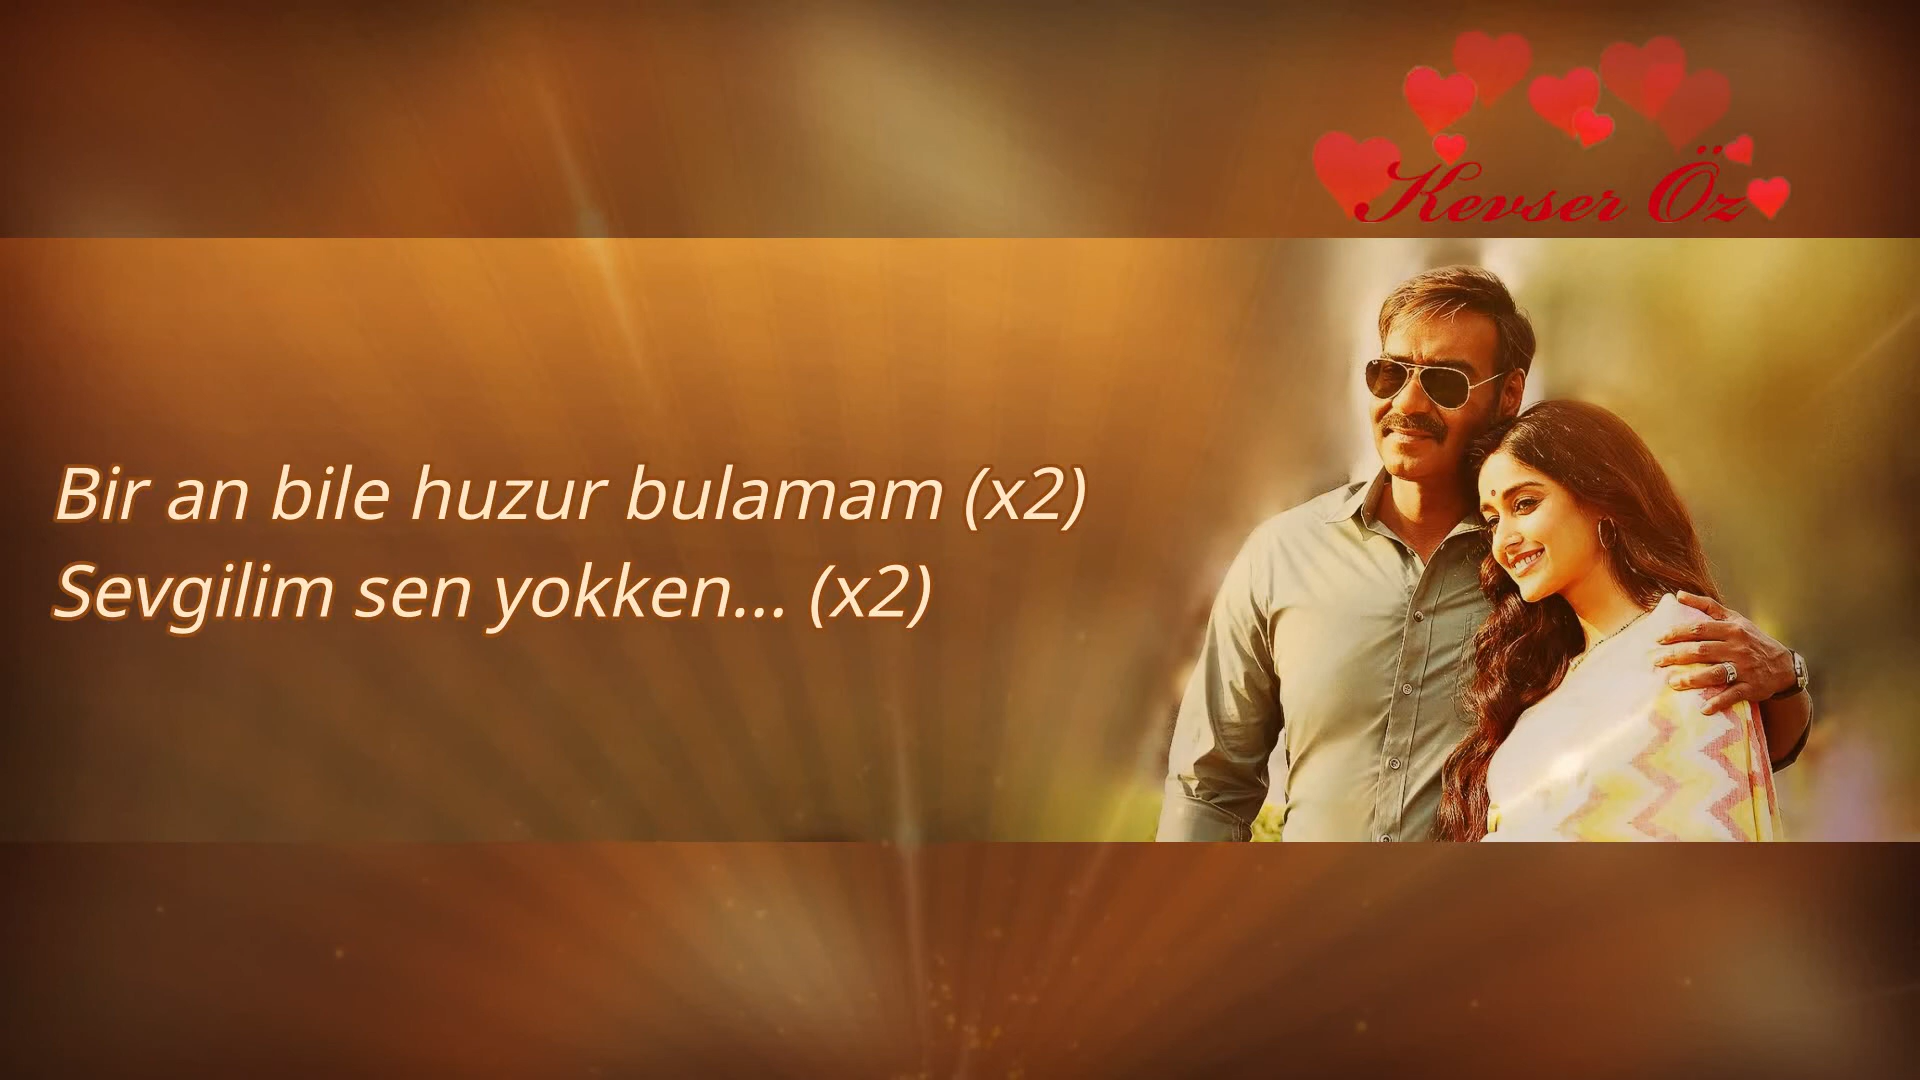 Kevser Öz
Bir an bile huzur bulamam (x2)
Sevgilim sen yokken... (x2)